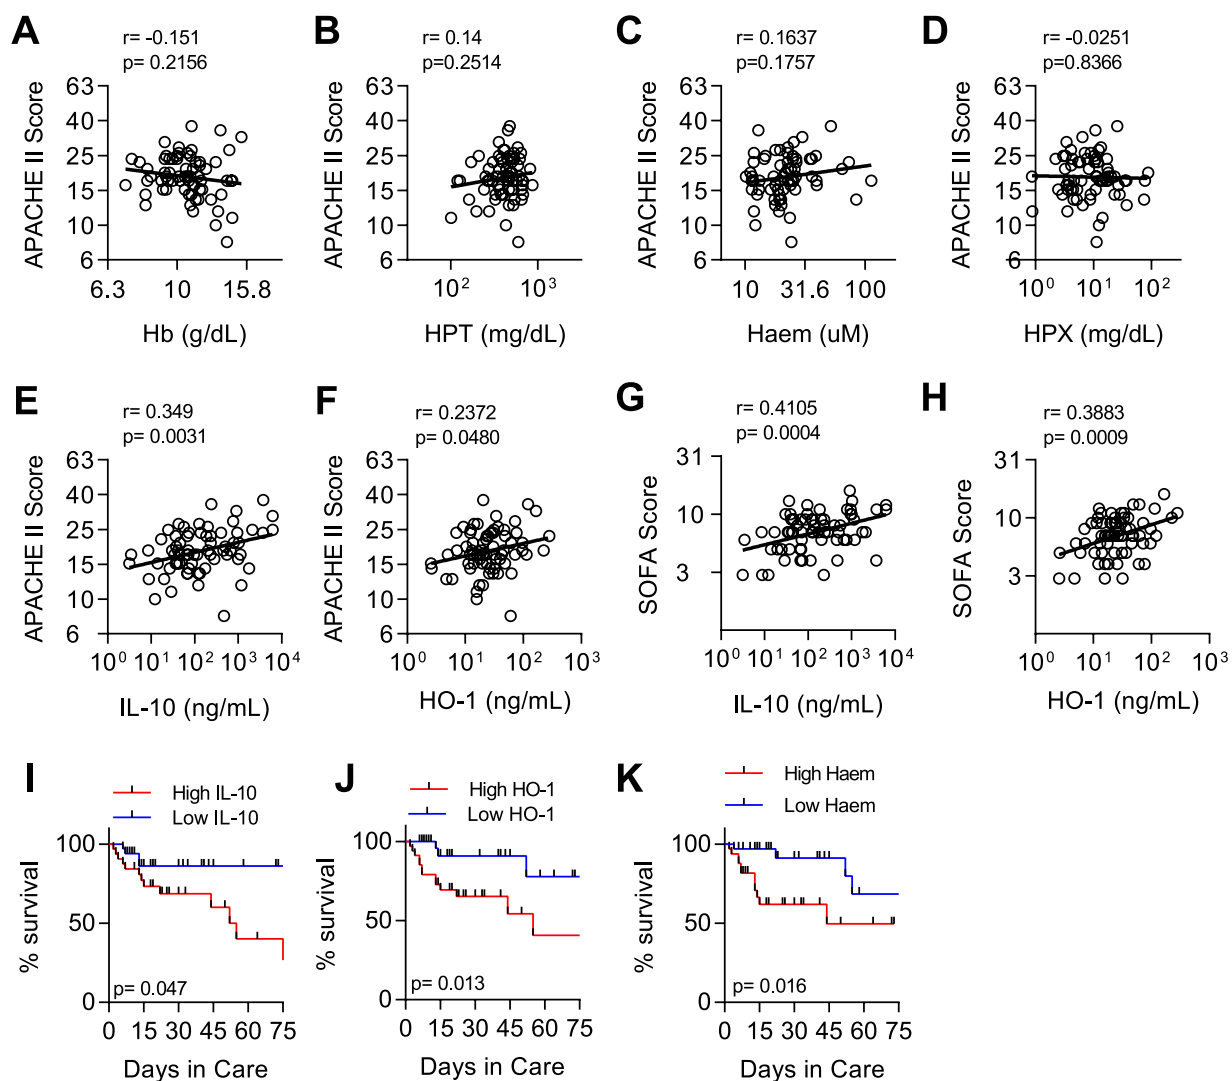 A
r= -0.151
p= 0.2156
APACHE II Score
63
40
25
15
10
6
6.3 10 15.8
Hb (g/dL)
B
r= 0.14
p=0.2514
APACHE II Score
63
40
25
15
10
6
10² 10³
HPT (mg/dL)
C
r= 0.1637
p=0.1757
APACHE II Score
63
40
25
15
10
6
10 31.6 100
Haem (uM)
D
r= -0.0251
p=0.8366
APACHE II Score
63
40
25
15
10
6
10⁰ 10¹ 10²
HPX (mg/dL)
E
r= 0.349
p= 0.0031
APACHE II Score
63
40
25
15
10
6
10⁰ 10¹ 10² 10³ 10⁴
IL-10 (ng/mL)
F
r= 0.2372
p= 0.0480
APACHE II Score
63
40
25
15
10
6
10⁰ 10¹ 10² 10³
HO-1 (ng/mL)
G
r= 0.4105
p= 0.0004
SOFA Score
31
10
3
10⁰ 10¹ 10² 10³ 10⁴
IL-10 (ng/mL)
H
r= 0.3883
p= 0.0009
SOFA Score
31
10
3
10⁰ 10¹ 10² 10³
HO-1 (ng/mL)
I
High IL-10
Low IL-10
% survival
100
50
0
p= 0.047
0 15 30 45 60 75
Days in Care
J
High HO-1
Low HO-1
% survival
100
50
0
p= 0.013
0 15 30 45 60 75
Days in Care
K
High Haem
Low Haem
% survival
100
50
0
p= 0.016
0 15 30 45 60 75
Days in Care